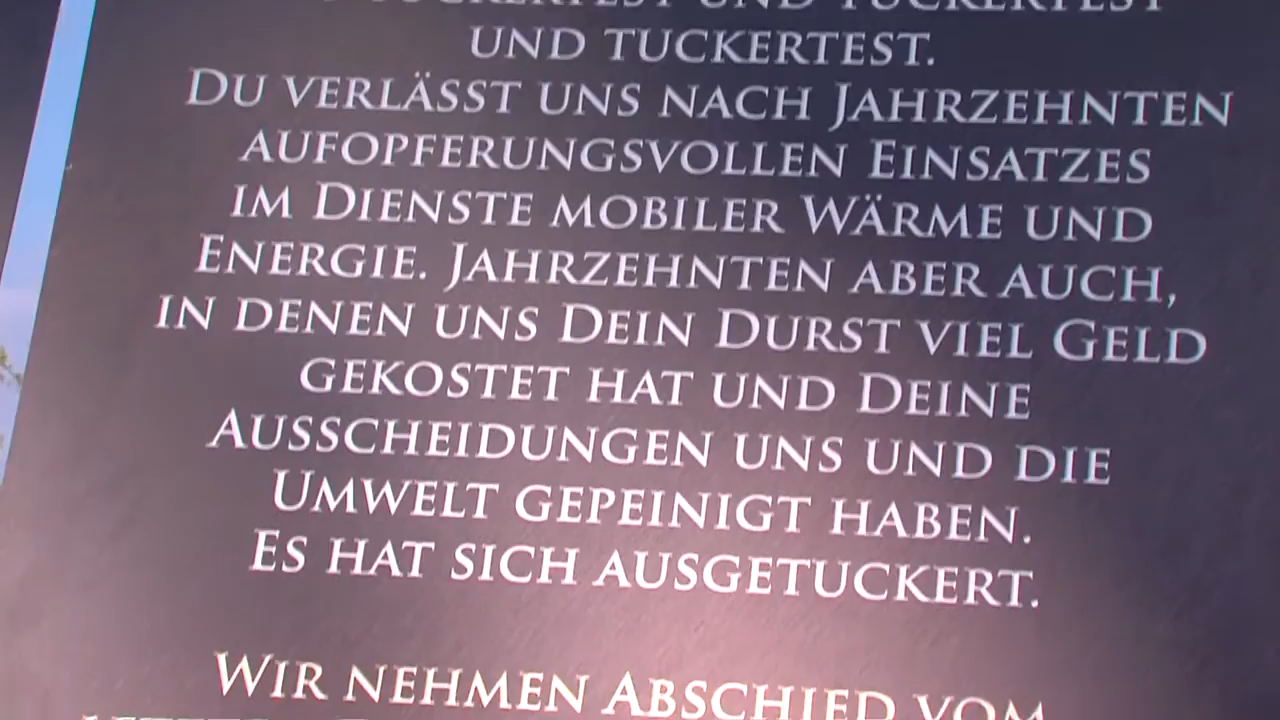 UND TUCKERTEST.
DU VERLÄSST UNS NACH JAHRZEHNTEN
AUFOPFERUNGSVOLLEN EINSATZES
IM DIENSTE MOBILER WÄRME UND
ENERGIE. JAHRZEHNTEN ABER AUCH,
IN DENEN UNS DEIN DURST VIEL GELD
GEKOSTET HAT UND DEINE
AUSSCHEIDUNGEN UNS UND DIE
UMWELT GEPEINIGT HABEN.
ES HAT SICH AUSGETUCKERT.
WIR NEHMEN ABSCHIED VOM